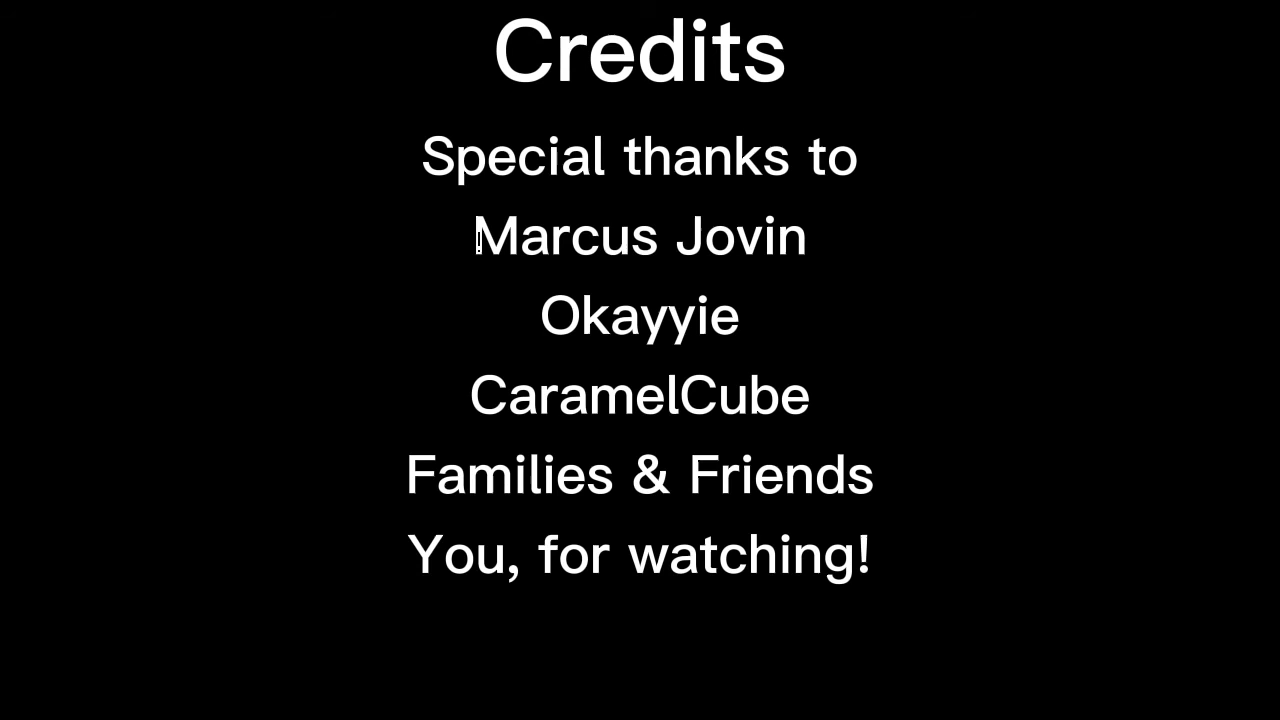 Credits
Special thanks to
Marcus Jovin
Okayyie
CaramelCube
Families & Friends
You, for watching!